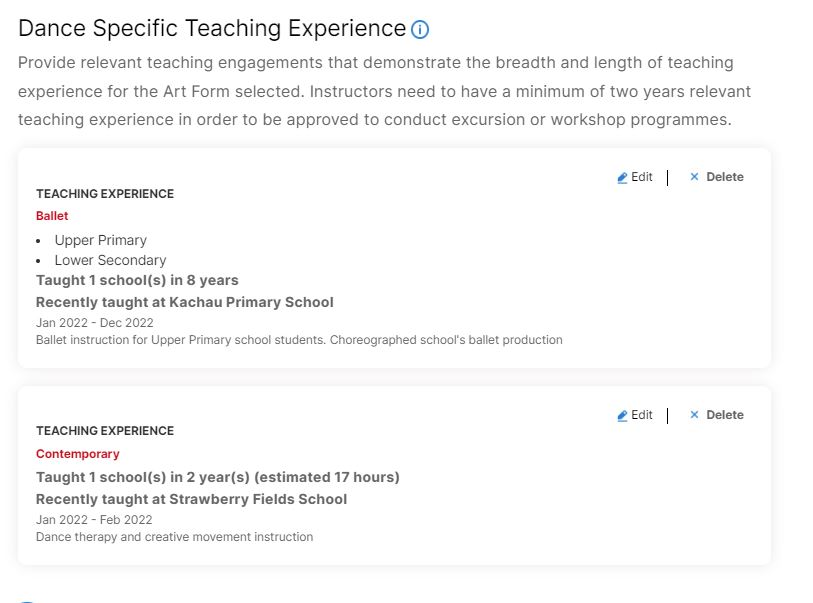 Dance Specific Teaching Experience
Provide relevant teaching engagements that demonstrate the breadth and length of teaching
experience for the Art Form selected. Instructors need to have a minimum of two years relevant
teaching experience in order to be approved to conduct excursion or workshop programmes.
Edit | × Delete
TEACHING EXPERIENCE
Ballet
• Upper Primary
• Lower Secondary
Taught 1 school(s) in 8 years
Recently taught at Kachau Primary School
Jan 2022 - Dec 2022
Ballet instruction for Upper Primary school students. Choreographed school's ballet production
Edit | × Delete
TEACHING EXPERIENCE
Contemporary
Taught 1 school(s) in 2 year(s) (estimated 17 hours)
Recently taught at Strawberry Fields School
Jan 2022 - Feb 2022
Dance therapy and creative movement instruction